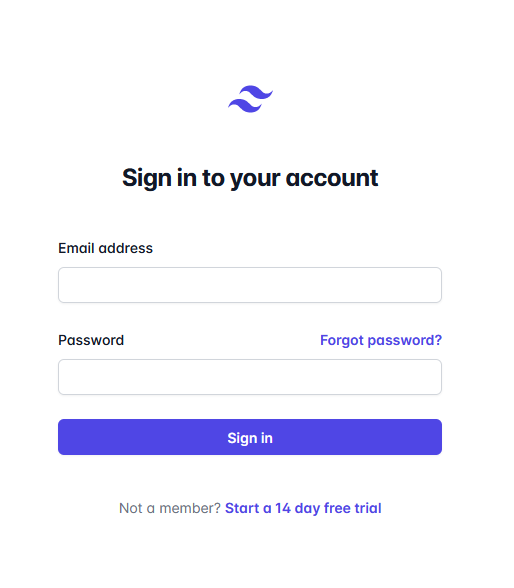 Sign in to your account
Email address
Password Forgot password?
Sign in
Not a member? Start a 14 day free trial